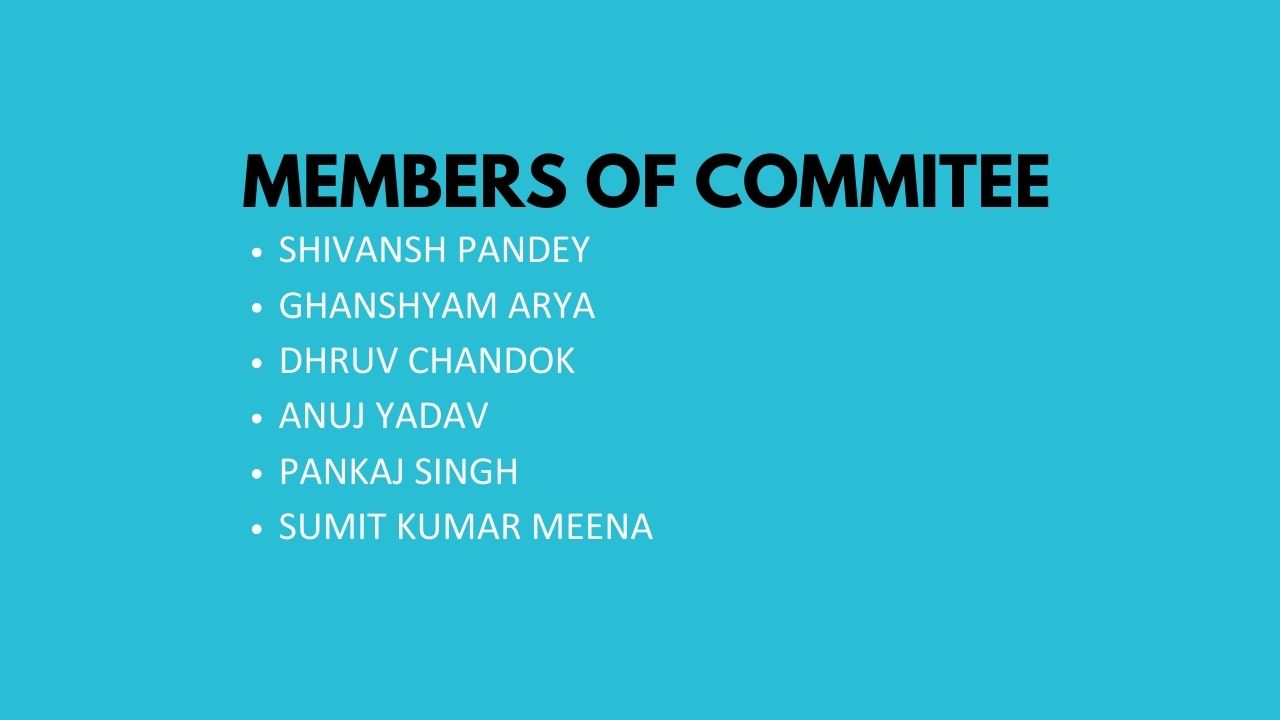 MEMBERS OF COMMITEE
• SHIVANSH PANDEY
• GHANSHYAM ARYA
• DHRUV CHANDOK
• ANUJ YADAV
• PANKAJ SINGH
• SUMIT KUMAR MEENA